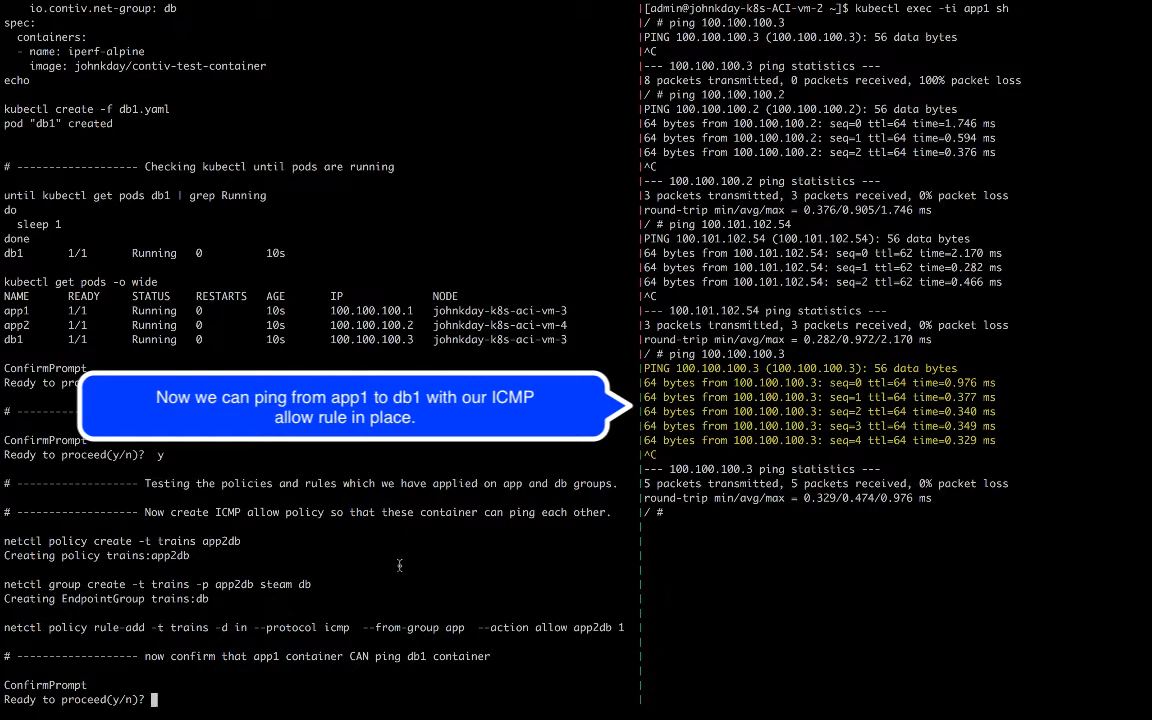 io.contiv.net-group: db
spec:
containers:
- name: iperf-alpine
image: johnkday/contiv-test-container
echo
kubectl create -f db1.yaml
pod "db1" created
# ------------------- Checking kubectl until pods are running
until kubectl get pods db1 | grep Running
do
sleep 1
done
db1 1/1 Running 0 10s
kubectl get pods -o wide
NAME READY STATUS RESTARTS AGE IP NODE
app1 1/1 Running 0 10s 100.100.100.1 johnkday-k8s-aci-vm-3
app2 1/1 Running 0 10s 100.100.100.2 johnkday-k8s-aci-vm-4
db1 1/1 Running 0 10s 100.100.100.3 johnkday-k8s-aci-vm-3
ConfirmPrompt
Ready to pro
# ------
ConfirmPrompt
Ready to proceed(y/n)? y
# ------------------- Testing the policies and rules which we have applied on app and db groups.
# ------------------- Now create ICMP allow policy so that these container can ping each other.
netctl policy create -t trains app2db
Creating policy trains:app2db
netctl group create -t trains -p app2db steam db
Creating EndpointGroup trains:db
netctl policy rule-add -t trains -d in --protocol icmp --from-group app --action allow app2db 1
# ------------------- now confirm that app1 container CAN ping db1 container
ConfirmPrompt
Ready to proceed(y/n)?
Now we can ping from app1 to db1 with our ICMP
allow rule in place.
[admin@johnkday-k8s-ACI-vm-2 ~]$ kubectl exec -ti app1 sh
/ # ping 100.100.100.3
PING 100.100.100.3 (100.100.100.3): 56 data bytes
^C
--- 100.100.100.3 ping statistics ---
8 packets transmitted, 0 packets received, 100% packet loss
/ # ping 100.100.100.2
PING 100.100.100.2 (100.100.100.2): 56 data bytes
64 bytes from 100.100.100.2: seq=0 ttl=64 time=1.746 ms
64 bytes from 100.100.100.2: seq=1 ttl=64 time=0.594 ms
64 bytes from 100.100.100.2: seq=2 ttl=64 time=0.376 ms
^C
--- 100.100.100.2 ping statistics ---
3 packets transmitted, 3 packets received, 0% packet loss
round-trip min/avg/max = 0.376/0.905/1.746 ms
/ # ping 100.101.102.54
PING 100.101.102.54 (100.101.102.54): 56 data bytes
64 bytes from 100.101.102.54: seq=0 ttl=62 time=2.170 ms
64 bytes from 100.101.102.54: seq=1 ttl=62 time=0.282 ms
64 bytes from 100.101.102.54: seq=2 ttl=62 time=0.466 ms
^C
--- 100.101.102.54 ping statistics ---
3 packets transmitted, 3 packets received, 0% packet loss
round-trip min/avg/max = 0.282/0.972/2.170 ms
/ # ping 100.100.100.3
PING 100.100.100.3 (100.100.100.3): 56 data bytes
64 bytes from 100.100.100.3: seq=0 ttl=64 time=0.976 ms
64 bytes from 100.100.100.3: seq=1 ttl=64 time=0.377 ms
64 bytes from 100.100.100.3: seq=2 ttl=64 time=0.340 ms
64 bytes from 100.100.100.3: seq=3 ttl=64 time=0.349 ms
64 bytes from 100.100.100.3: seq=4 ttl=64 time=0.329 ms
^C
--- 100.100.100.3 ping statistics ---
5 packets transmitted, 5 packets received, 0% packet loss
round-trip min/avg/max = 0.329/0.474/0.976 ms
/ #